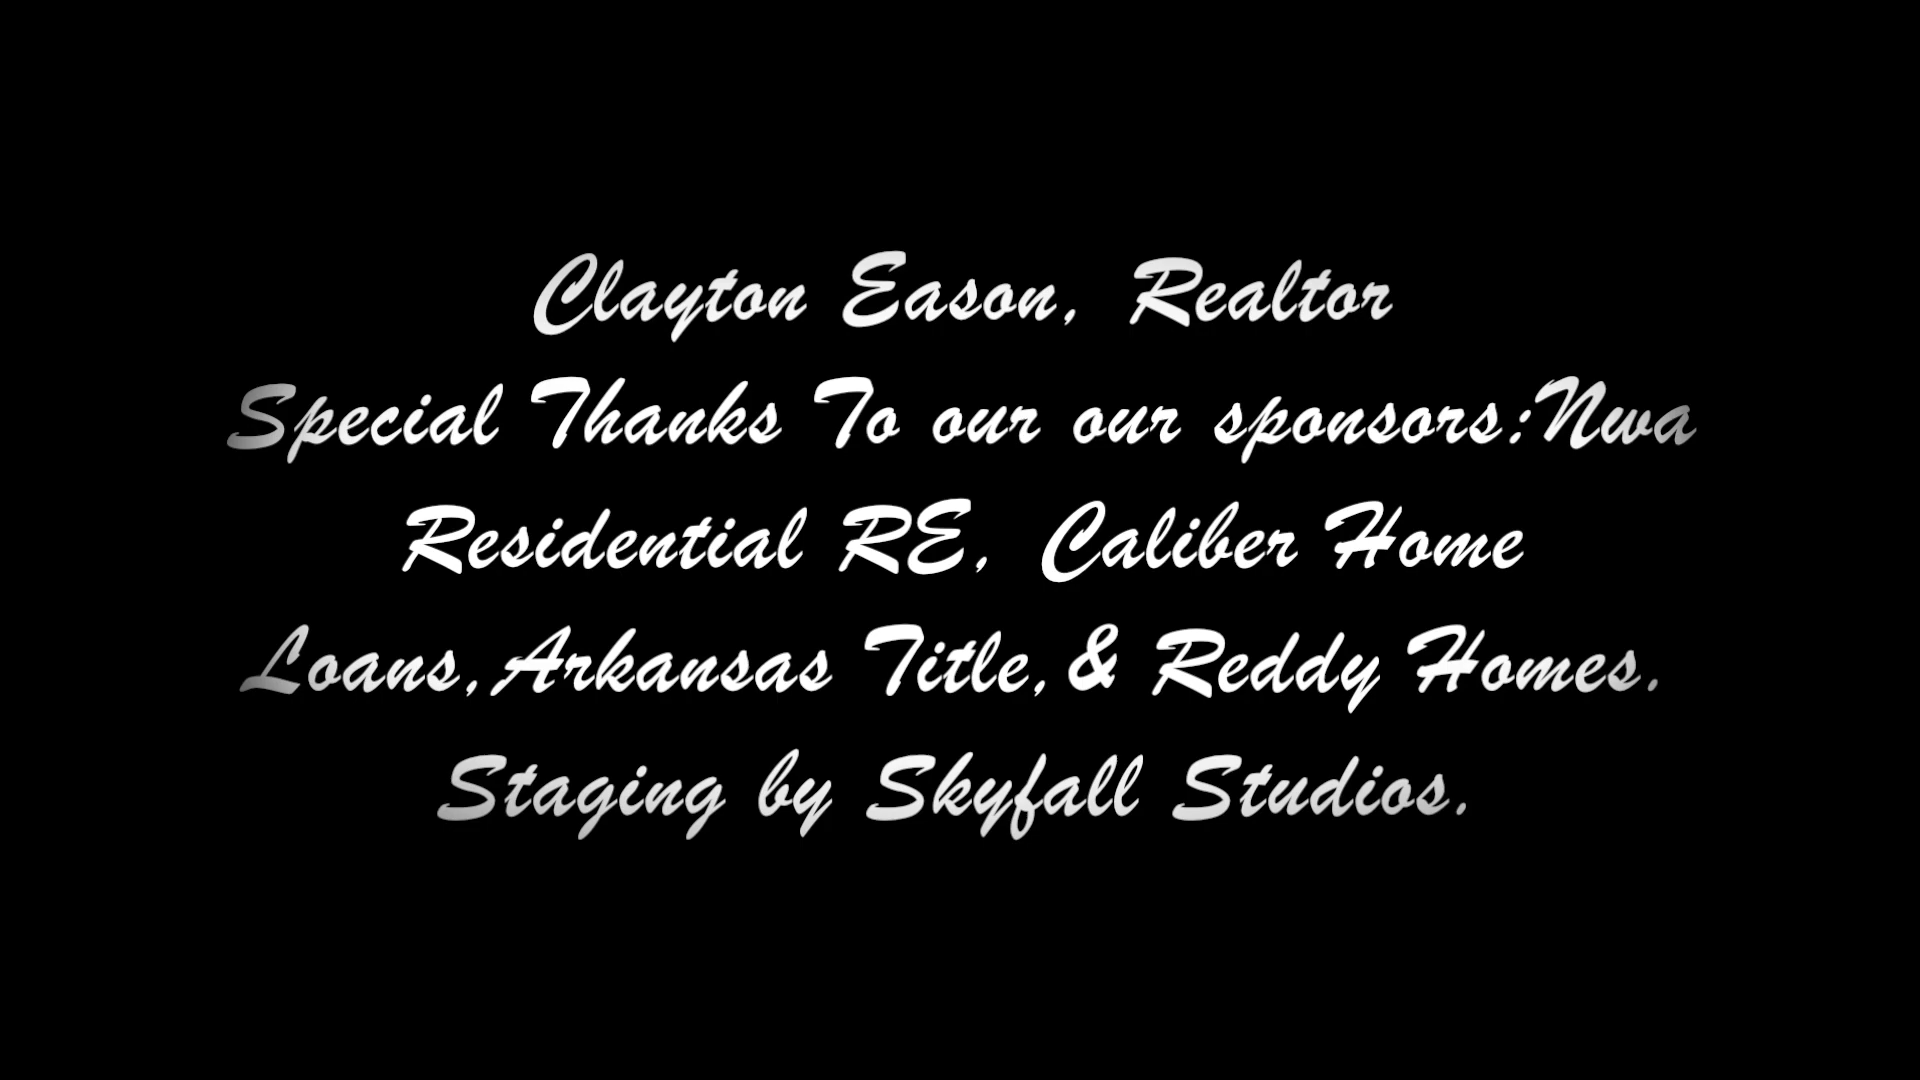 Clayton Eason, Realtor
Special Thanks To our our sponsors:Nwa
Residential RE, Caliber Home
Loans,Arkansas Title,& Reddy Homes.
Staging by Skyfall Studios.